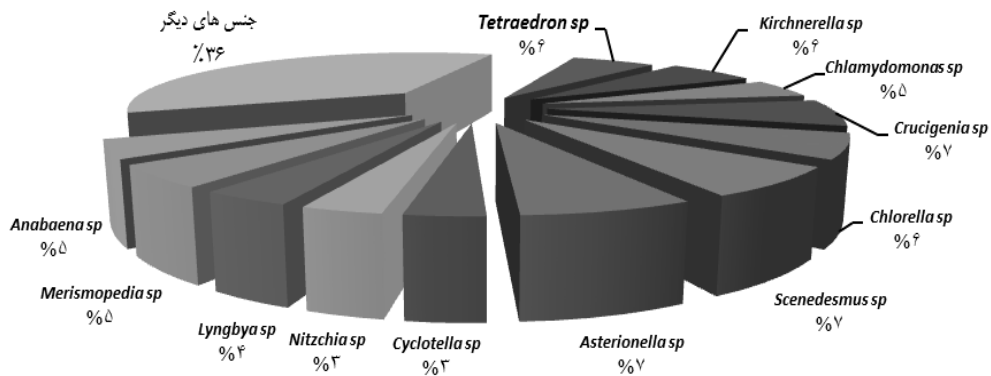 جنس های دیگر
٪۳۶
Tetraedron sp
%۶
Kirchnerella sp
%۶
Chlamydomonas sp
%۵
Crucigenia sp
%۷
Chlorella sp
%۶
Scenedesmus sp
%۷
Asterionella sp
%۷
Cyclotella sp
%۳
Nitzchia sp
%۳
Lyngbya sp
%۴
Merismopedia sp
%۵
Anabaena sp
%۵